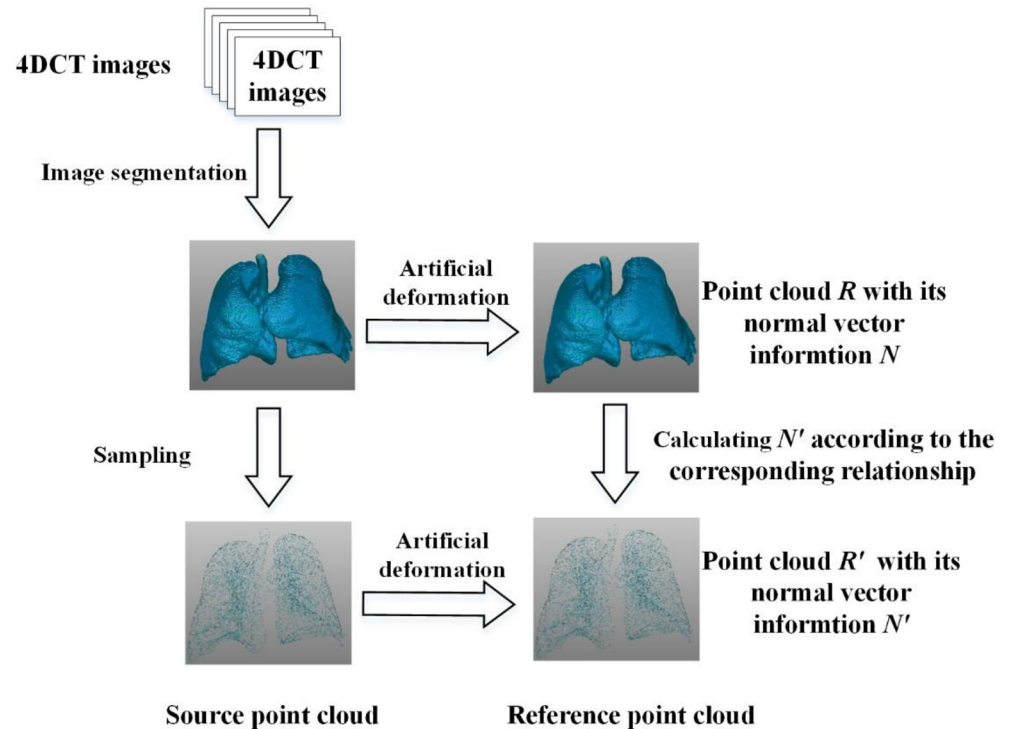 4DCT images
4DCT
images
Image segmentation
Artificial
deformation
Point cloud R with its
normal vector
informtion N
Sampling
Calculating N′ according to the
corresponding relationship
Artificial
deformation
Point cloud R′ with its
normal vector
informtion N′
Source point cloud
Reference point cloud